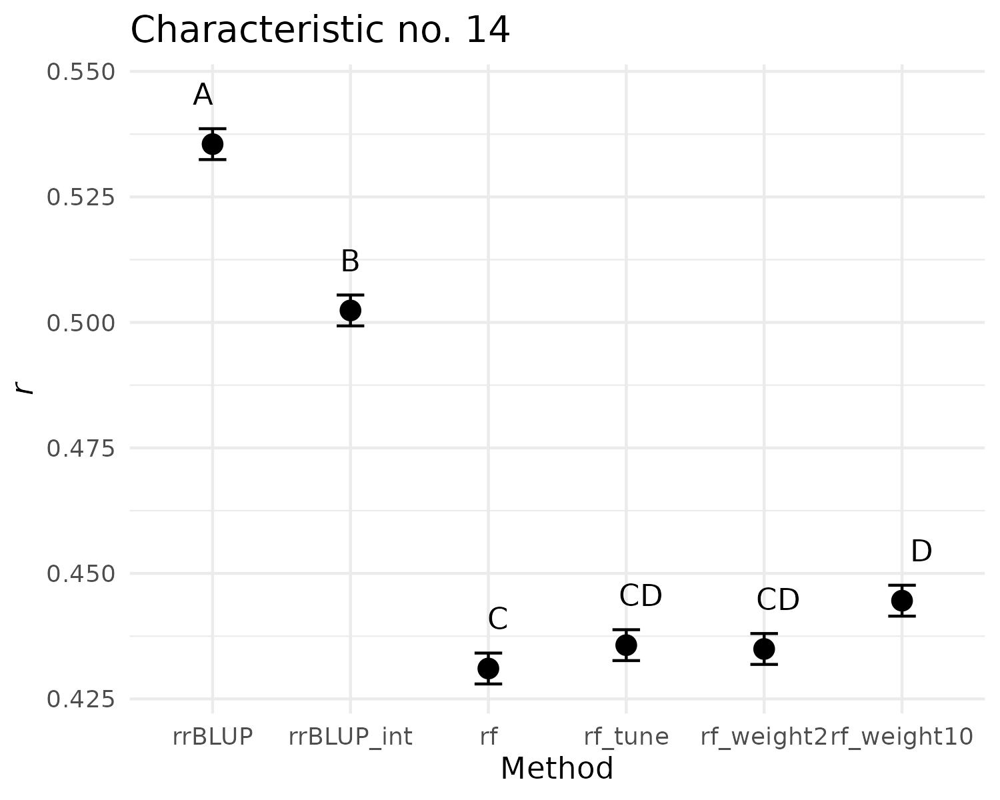 Characteristic no. 14
0.550
A
0.525
B
0.500
r
0.475
0.450
D
CD
CD
C
0.425
rrBLUP rrBLUP_int rf rf_tune rf_weight2 rf_weight10
Method